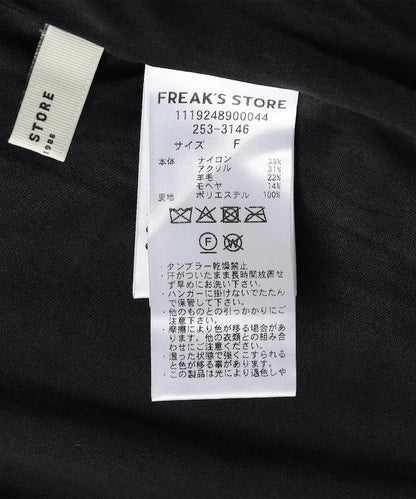 STORE
1986
FREAK'S STORE
1119248900044
253-3146
サイズ F
本体 ナイロン 33%
アクリル 31%
羊毛 22%
モヘヤ 14%
裏地 ポリエステル 100%
F
W
・タンブラー乾燥禁止
・汗がついたまま長時間放置せ
ず早めにお洗い下さい。
・ハンガーに掛けないでたたん
で保管して下さい。
・他のものとの引っかかりにご
注意下さい。
・摩擦により色が移る場合があ
ります。他の衣類との組み合
わせにご注意ください。
・湿った状態で強くこすられる
と色が移る事があります。
・この製品は光により退色しや